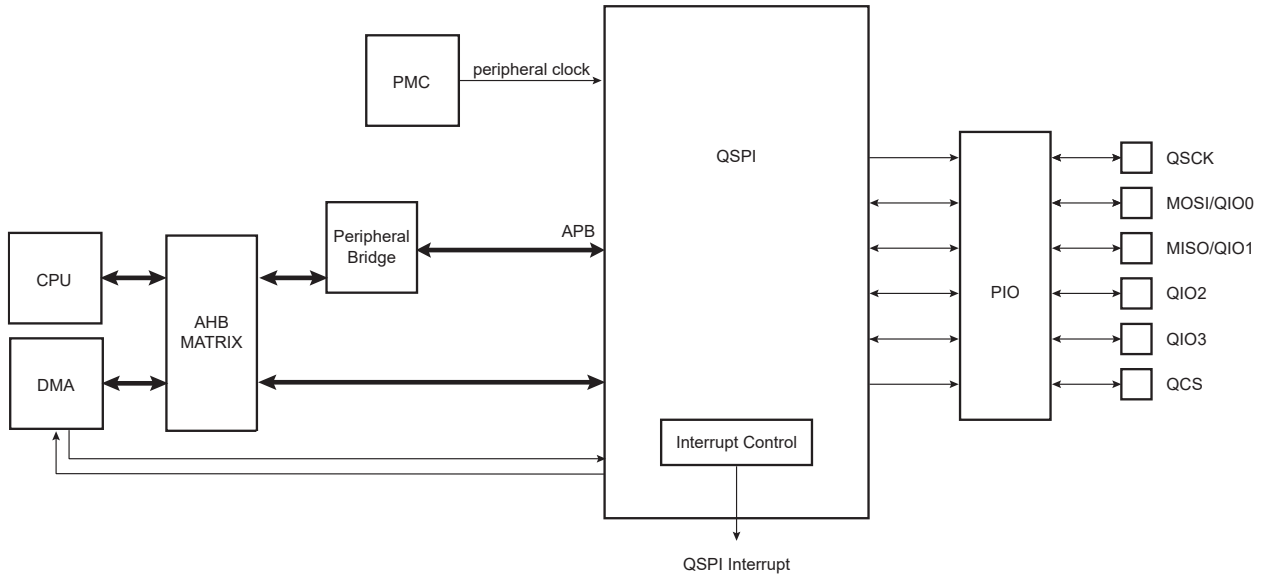 PMC
peripheral clock
QSPI
QSCK
MOSI/QIO0
Peripheral
Bridge
APB
MISO/QIO1
CPU
AHB
MATRIX
PIO
QIO2
QIO3
DMA
QCS
Interrupt Control
QSPI Interrupt